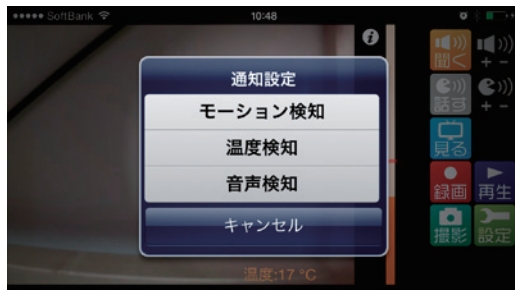 SoftBank
10:48
通知設定
モーション検知
温度検知
音声検知
キャンセル
温度:17 °C
聞く
+ -
話す
+ -
見る
録画
再生
撮影
設定